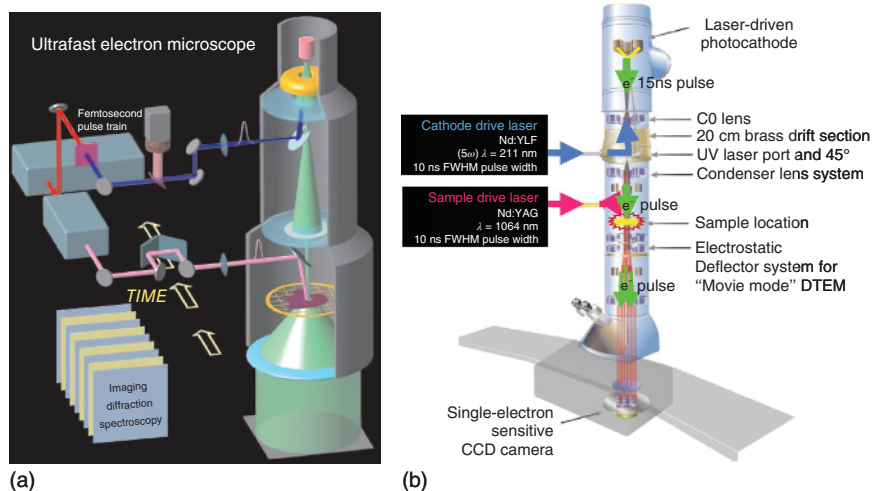 Ultrafast electron microscope
Femtosecond
pulse train
TIME
Imaging
diffraction
spectroscopy
(a)
Laser-driven
photocathode
e⁻ 15ns pulse
C0 lens
20 cm brass drift section
UV laser port and 45°
Condenser lens system
Cathode drive laser
Nd:YLF
(5ω) λ = 211 nm
10 ns FWHM pulse width
Sample drive laser
Nd:YAG
λ = 1064 nm
10 ns FWHM pulse width
e⁻ pulse
Sample location
Electrostatic
Deflector system for
“Movie mode” DTEM
e⁻
pulse
Single-electron
sensitive
CCD camera
(b)